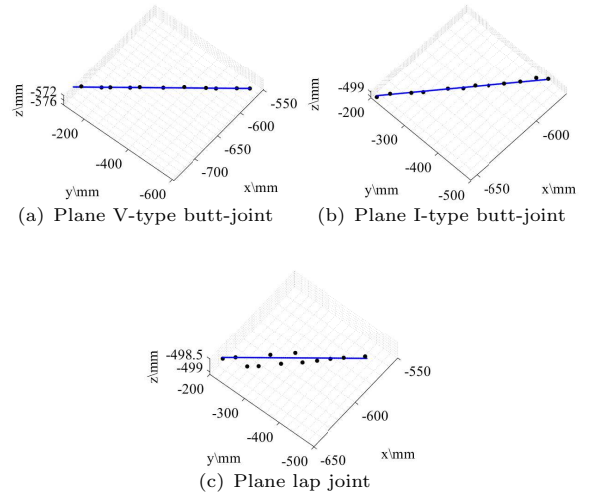 z\mm
-572
-576
-200
-400
-600
y\mm
-550
-600
-650
-700
x\mm
(a) Plane V-type butt-joint
z\mm
-499
-200
-300
-400
-500
y\mm
-600
-650
x\mm
(b) Plane I-type butt-joint
z\mm
-498.5
-499
-200
-300
-400
-500
y\mm
-550
-600
-650
x\mm
(c) Plane lap joint